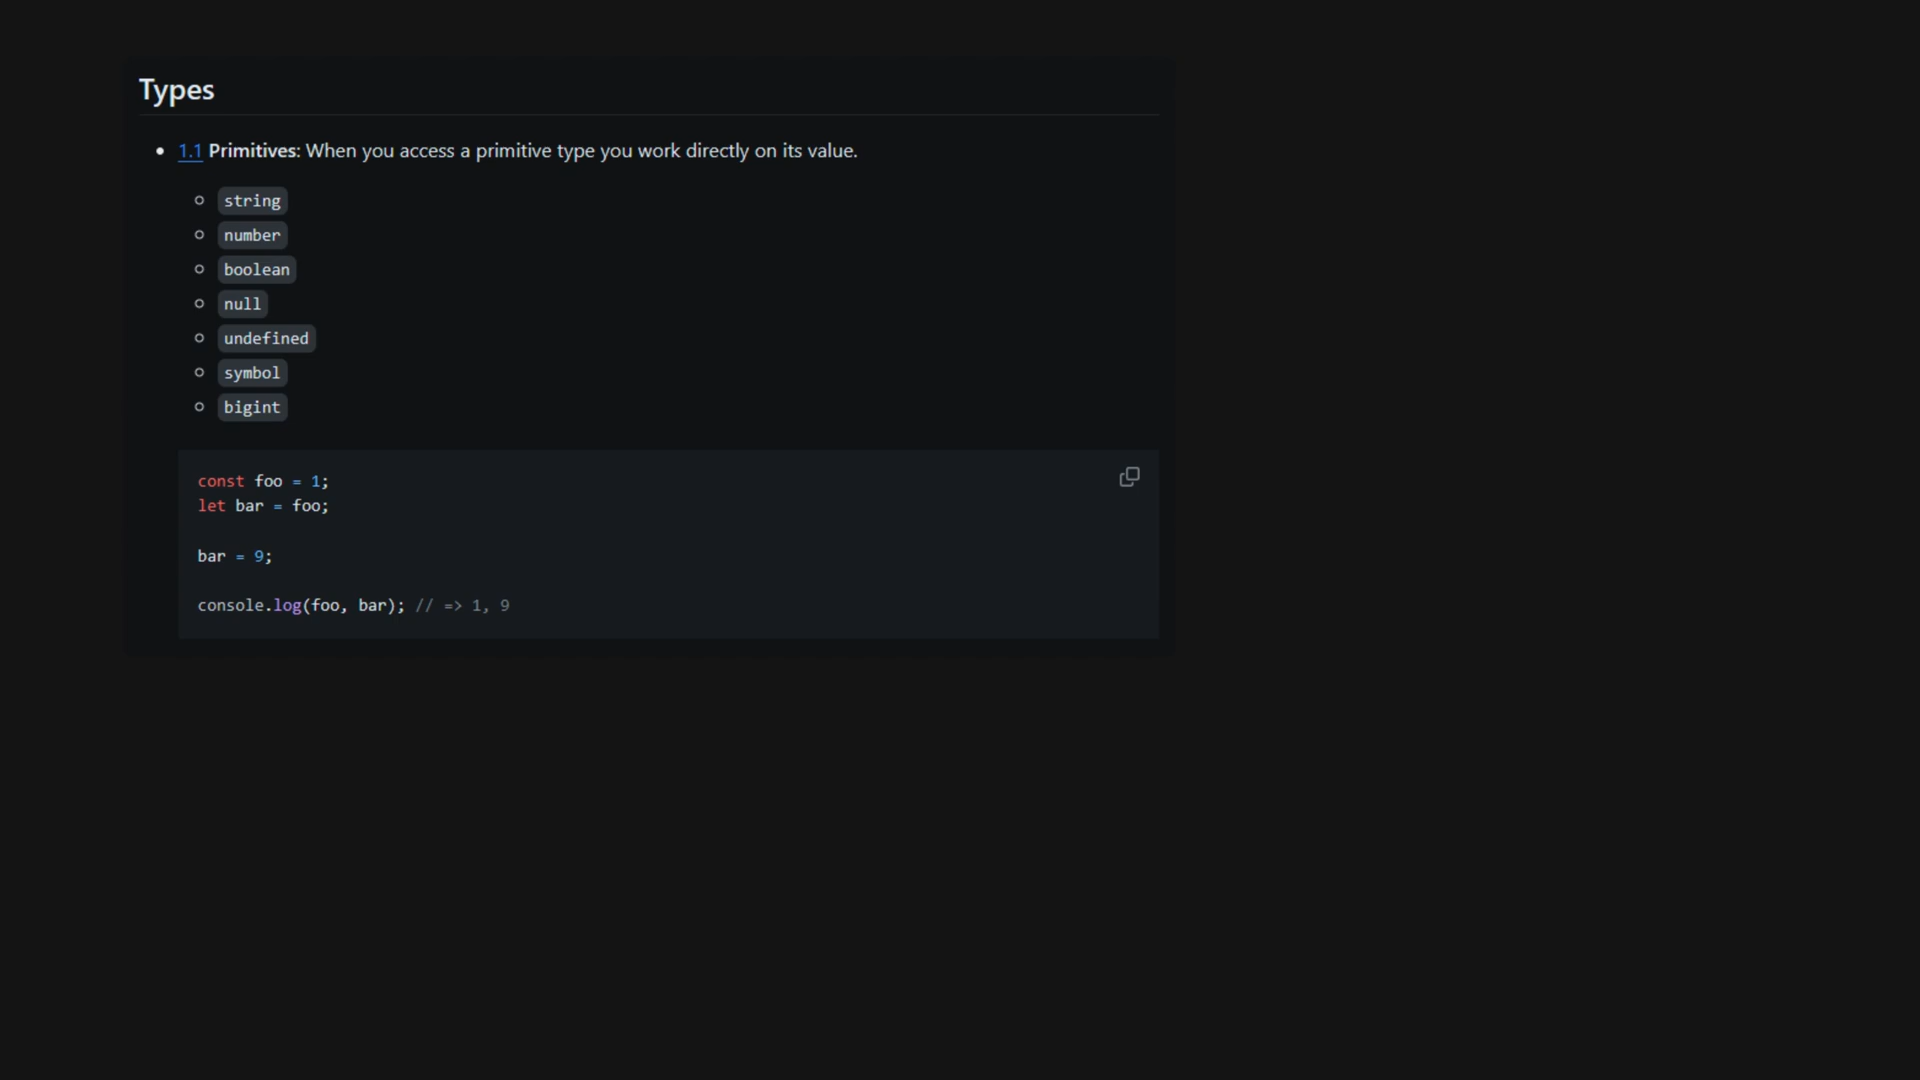 Types
1.1 Primitives: When you access a primitive type you work directly on its value.
string
number
boolean
null
undefined
symbol
bigint
const foo = 1;
let bar = foo;
bar = 9;
console.log(foo, bar); // => 1, 9